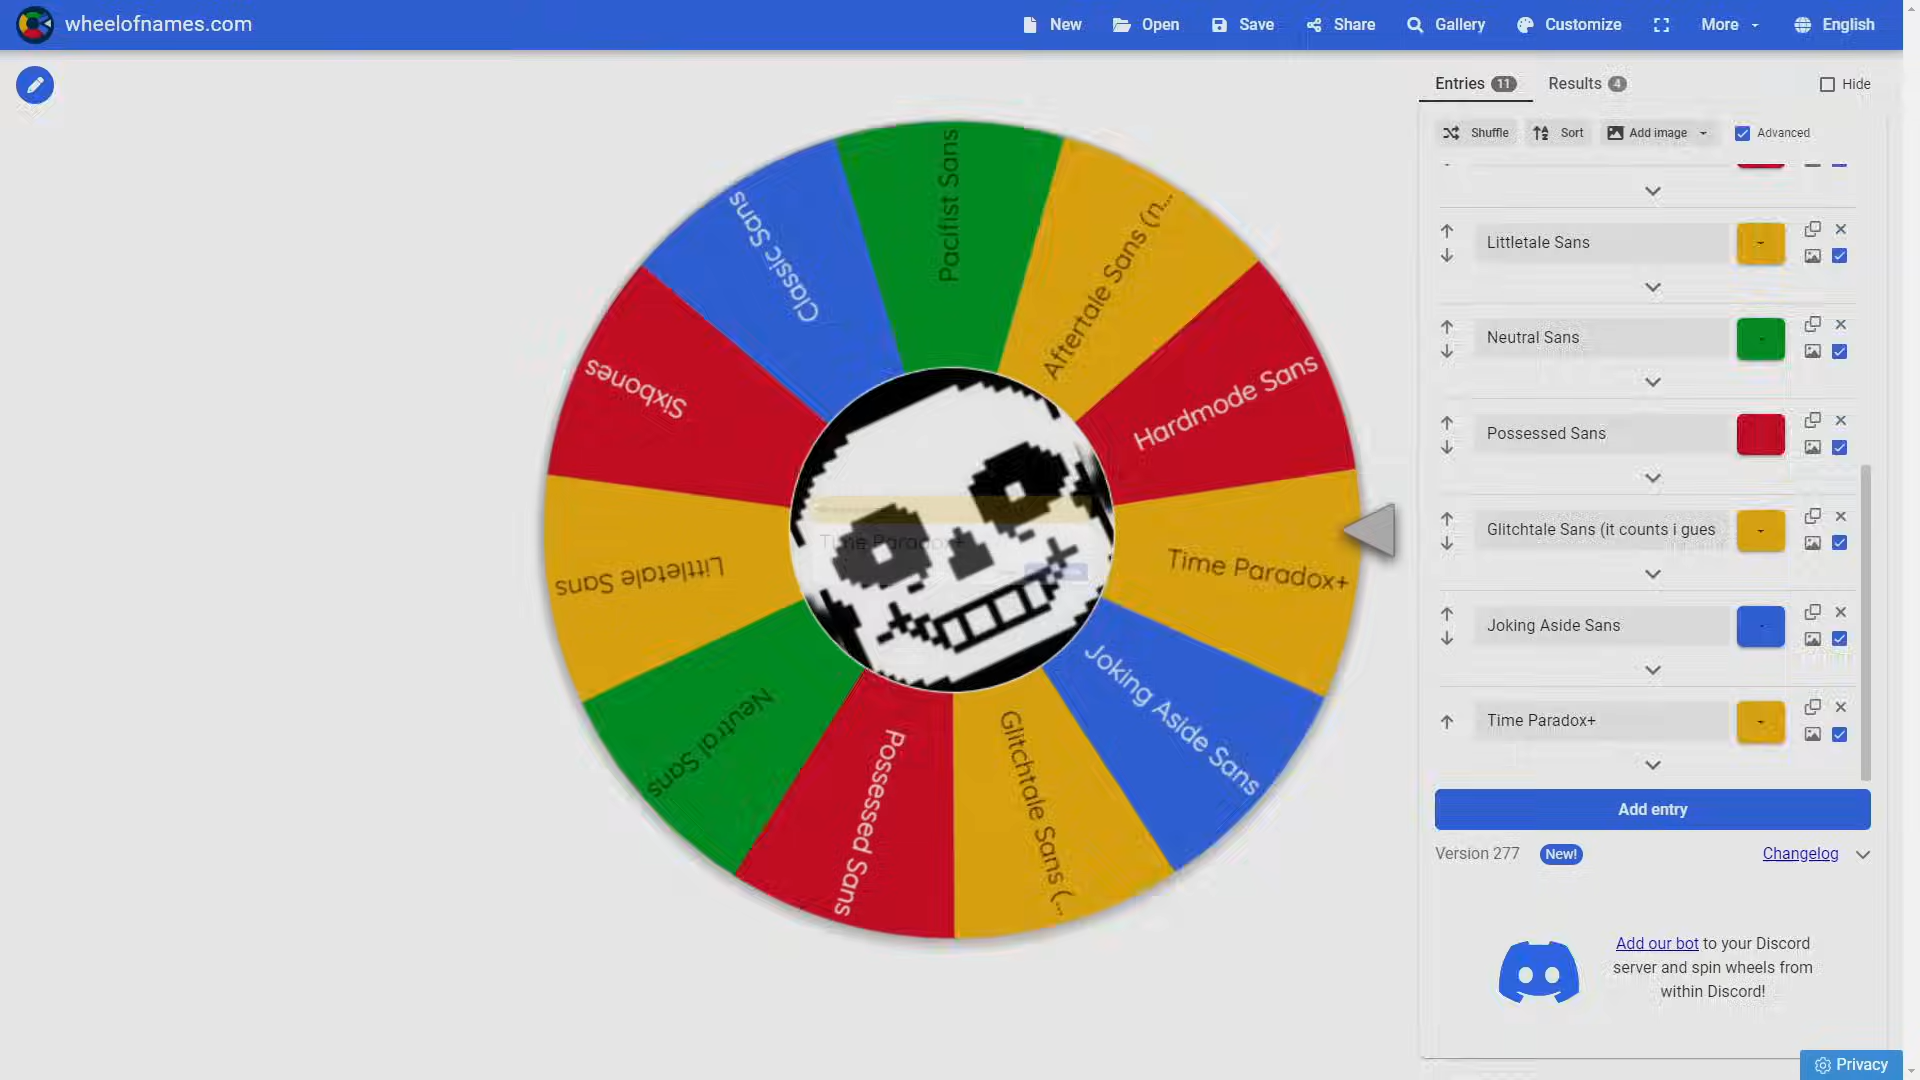 wheelofnames.com
New
Open
Save
Share
Gallery
Customize
More
English
Entries 11
Results 4
Hide
Shuffle
Sort
Add image
Advanced
Pacifist Sans
Aftertale Sans (n...
Hardmode Sans
Time Paradox+
Joking Aside Sans
Glitchtale Sans (...
Possessed Sans
Neutral Sans
Littletale Sans
Sixbones
Classic Sans
Time Paradox+
Littletale Sans
Neutral Sans
Possessed Sans
Glitchtale Sans (it counts i gues
Joking Aside Sans
Time Paradox+
Add entry
Version 277
New!
Changelog
Add our bot to your Discord
server and spin wheels from
within Discord!
Privacy